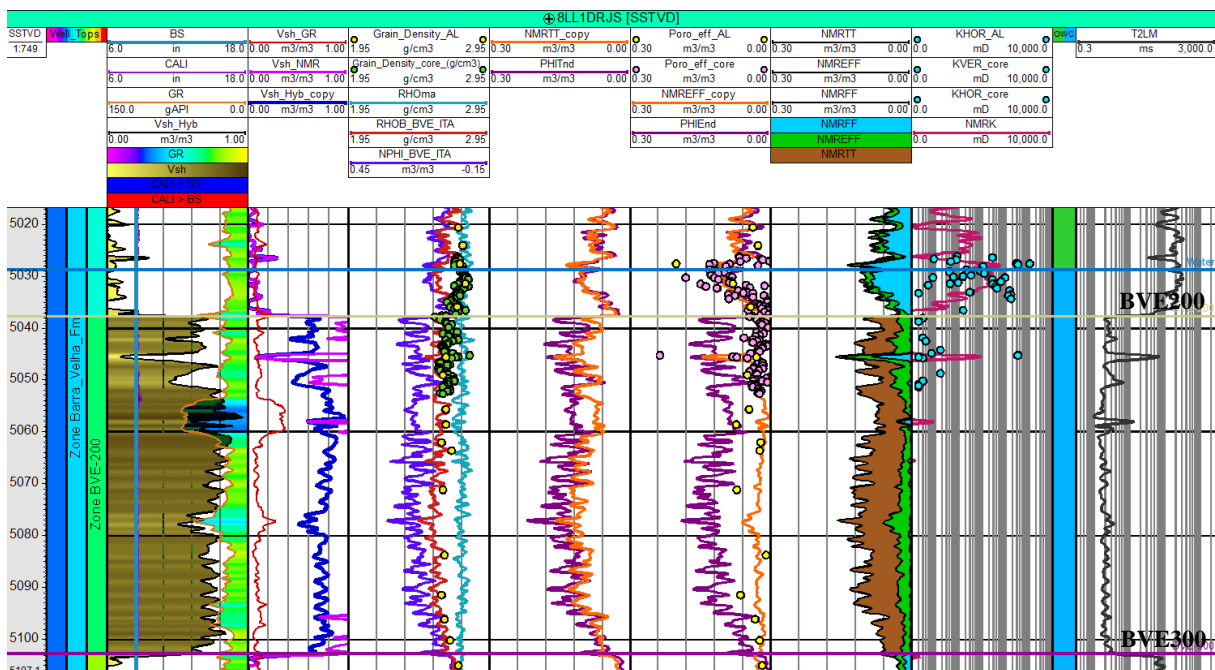 8LL1DRJS [SSTVD]
SSTVD
1:749
Well_Tops
BS
6.0 in 18.0
CALI
6.0 in 18.0
GR
150.0 gAPI 0.0
Vsh_Hyb
0.00 m3/m3 1.00
GR
Vsh
CALI < BS
CALI > BS
Vsh_GR
0.00 m3/m3 1.00
Vsh_NMR
0.00 m3/m3 1.00
Vsh_Hyb_copy
0.00 m3/m3 1.00
Grain_Density_AL
1.95 g/cm3 2.95
Grain_Density_core_(g/cm3)
1.95 g/cm3 2.95
RHOma
1.95 g/cm3 2.95
RHOB_BVE_ITA
1.95 g/cm3 2.95
NPHI_BVE_ITA
0.45 m3/m3 -0.15
NMRTT_copy
0.30 m3/m3 0.00
PHITnd
0.30 m3/m3 0.00
Poro_eff_AL
0.30 m3/m3 0.00
Poro_eff_core
0.30 m3/m3 0.00
NMREFF_copy
0.30 m3/m3 0.00
PHIEnd
0.30 m3/m3 0.00
NMRTT
0.30 m3/m3 0.00
NMREFF
0.30 m3/m3 0.00
NMRFF
0.30 m3/m3 0.00
NMRFF
NMREFF
NMRTT
KHOR_AL
0.0 mD 10,000.0
KVER_core
0.0 mD 10,000.0
KHOR_core
0.0 mD 10,000.0
NMRK
0.0 mD 10,000.0
OWC
T2LM
0.3 ms 3,000.0
5020
5030
5040
5050
5060
5070
5080
5090
5100
Zone Barra_Velha_Fm
Zone BVE-200
Water
BVE200
BVE300